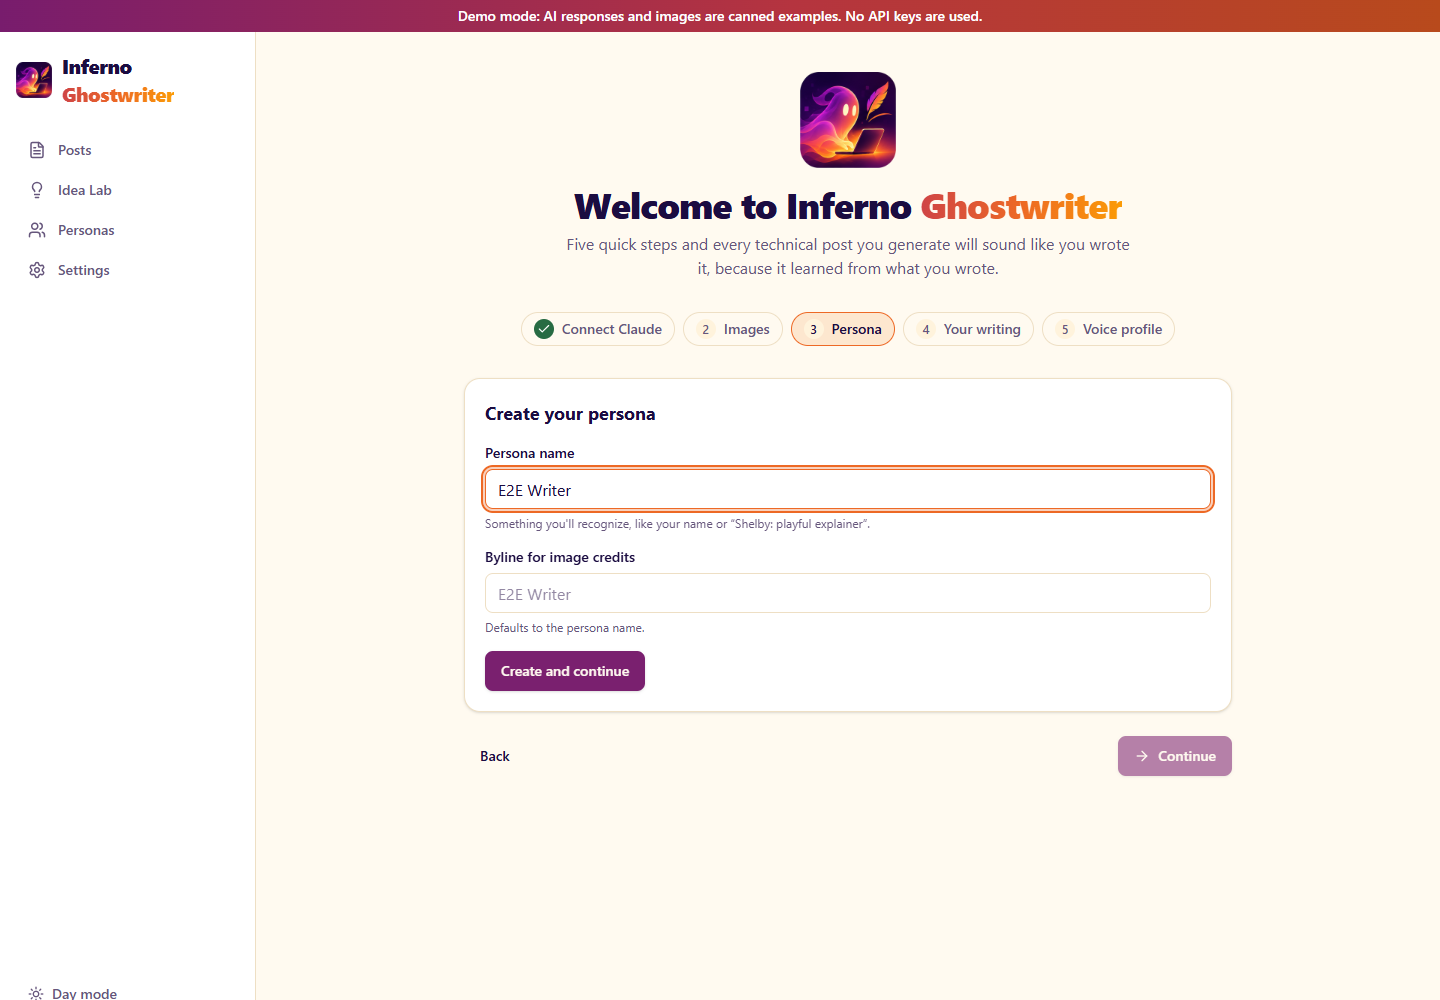 Demo mode: AI responses and images are canned examples. No API keys are used.
Inferno
Ghostwriter
Posts
Idea Lab
Personas
Settings
Day mode
Welcome to Inferno Ghostwriter
Five quick steps and every technical post you generate will sound like you wrote
it, because it learned from what you wrote.
Connect Claude
2 Images
3 Persona
4 Your writing
5 Voice profile
Create your persona
Persona name
E2E Writer
Something you'll recognize, like your name or “Shelby: playful explainer”.
Byline for image credits
E2E Writer
Defaults to the persona name.
Create and continue
Back
Continue